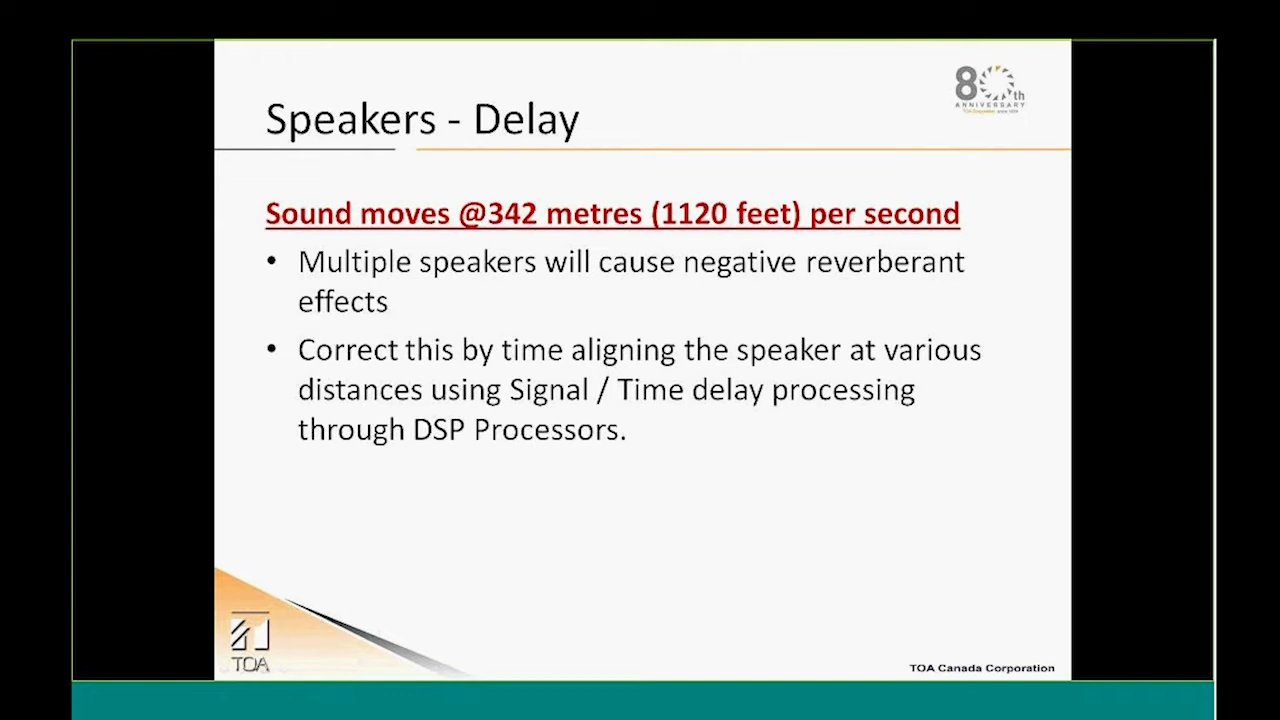 80th
ANNIVERSARY
Speakers - Delay
Sound moves @342 metres (1120 feet) per second
• Multiple speakers will cause negative reverberant
effects
• Correct this by time aligning the speaker at various
distances using Signal / Time delay processing
through DSP Processors.
TOA
TOA Canada Corporation